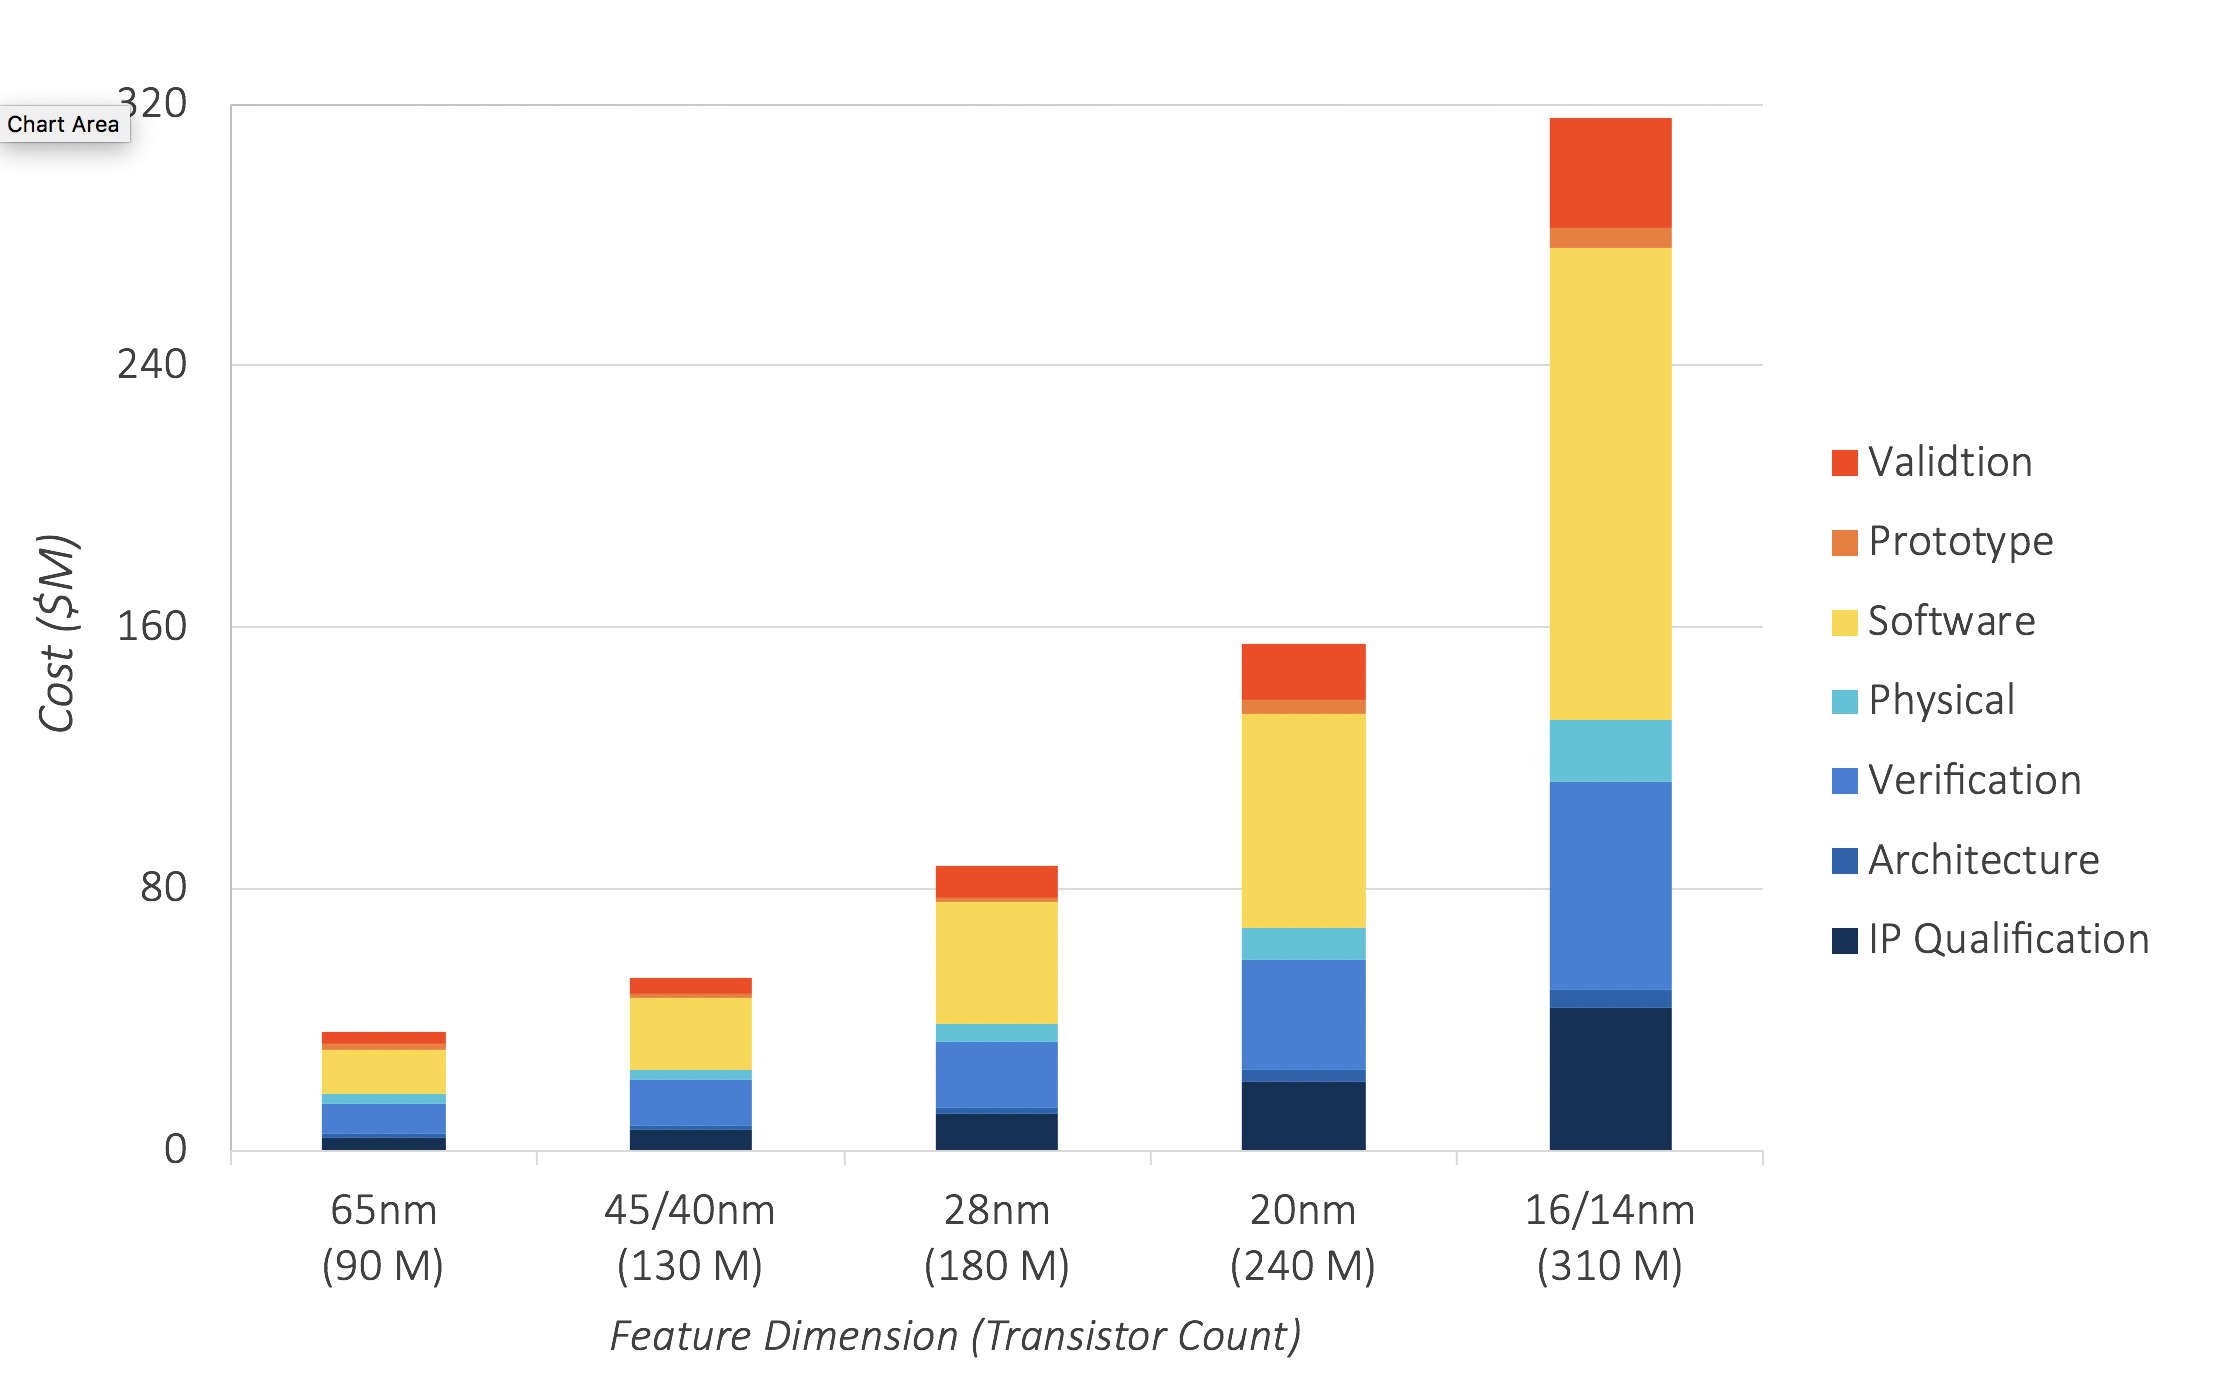 320
Chart Area
240
160
80
0
Cost ($M)
65nm
(90 M)
45/40nm
(130 M)
28nm
(180 M)
20nm
(240 M)
16/14nm
(310 M)
Feature Dimension (Transistor Count)
Validtion
Prototype
Software
Physical
Verification
Architecture
IP Qualification